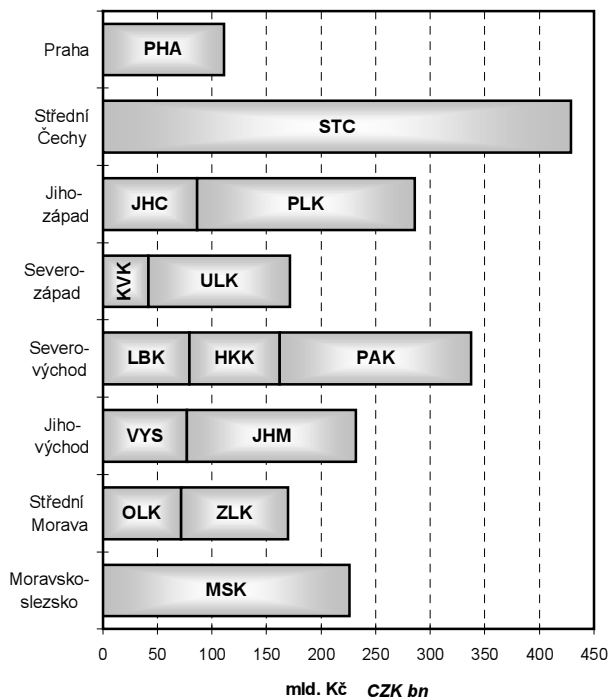 Praha
PHA
Střední
Čechy
STC
Jiho-
západ
JHC PLK
Severo-
západ
KVK ULK
Severo-
východ
LBK HKK PAK
Jiho-
východ
VYS JHM
Střední
Morava
OLK ZLK
Moravsko-
slezsko
MSK
0 50 100 150 200 250 300 350 400 450
mld. Kč CZK bn